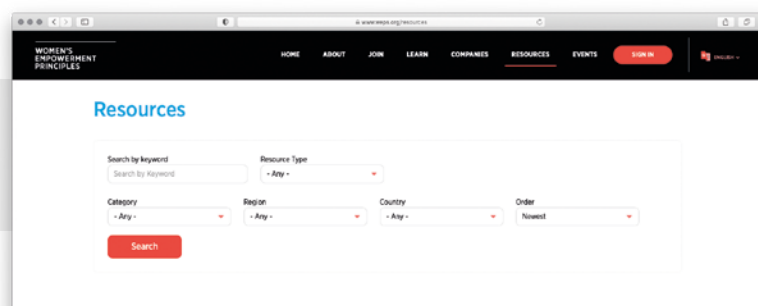 www.weps.org/resources
WOMEN'S
EMPOWERMENT
PRINCIPLES
HOME ABOUT JOIN LEARN COMPANIES RESOURCES EVENTS SIGN IN ENGLISH
Resources
Search by keyword Resource Type
Search by Keyword - Any -
Category Region Country Order
- Any - - Any - - Any - Newest
Search